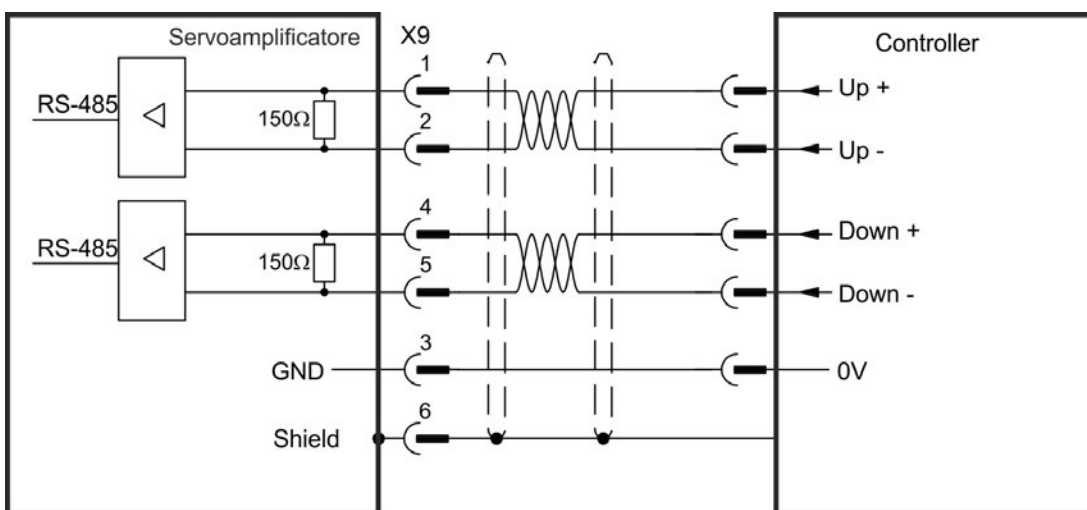 Servoamplificatore
X9
Controller
1
Up +
RS-485
150Ω
2
Up -
4
Down +
RS-485
150Ω
5
Down -
3
GND
0V
6
Shield